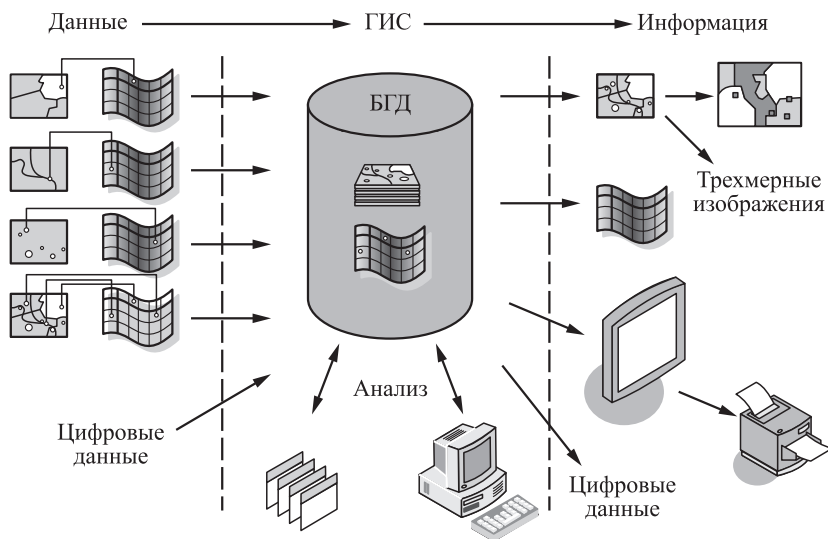 Данные
ГИС
Информация
БГД
Трехмерные
изображения
Анализ
Цифровые
данные
Цифровые
данные